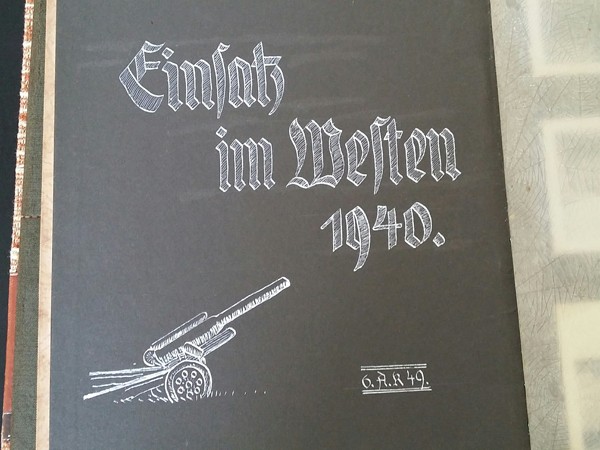 Einsatz
im Westen
1940.
6.A.R 49.